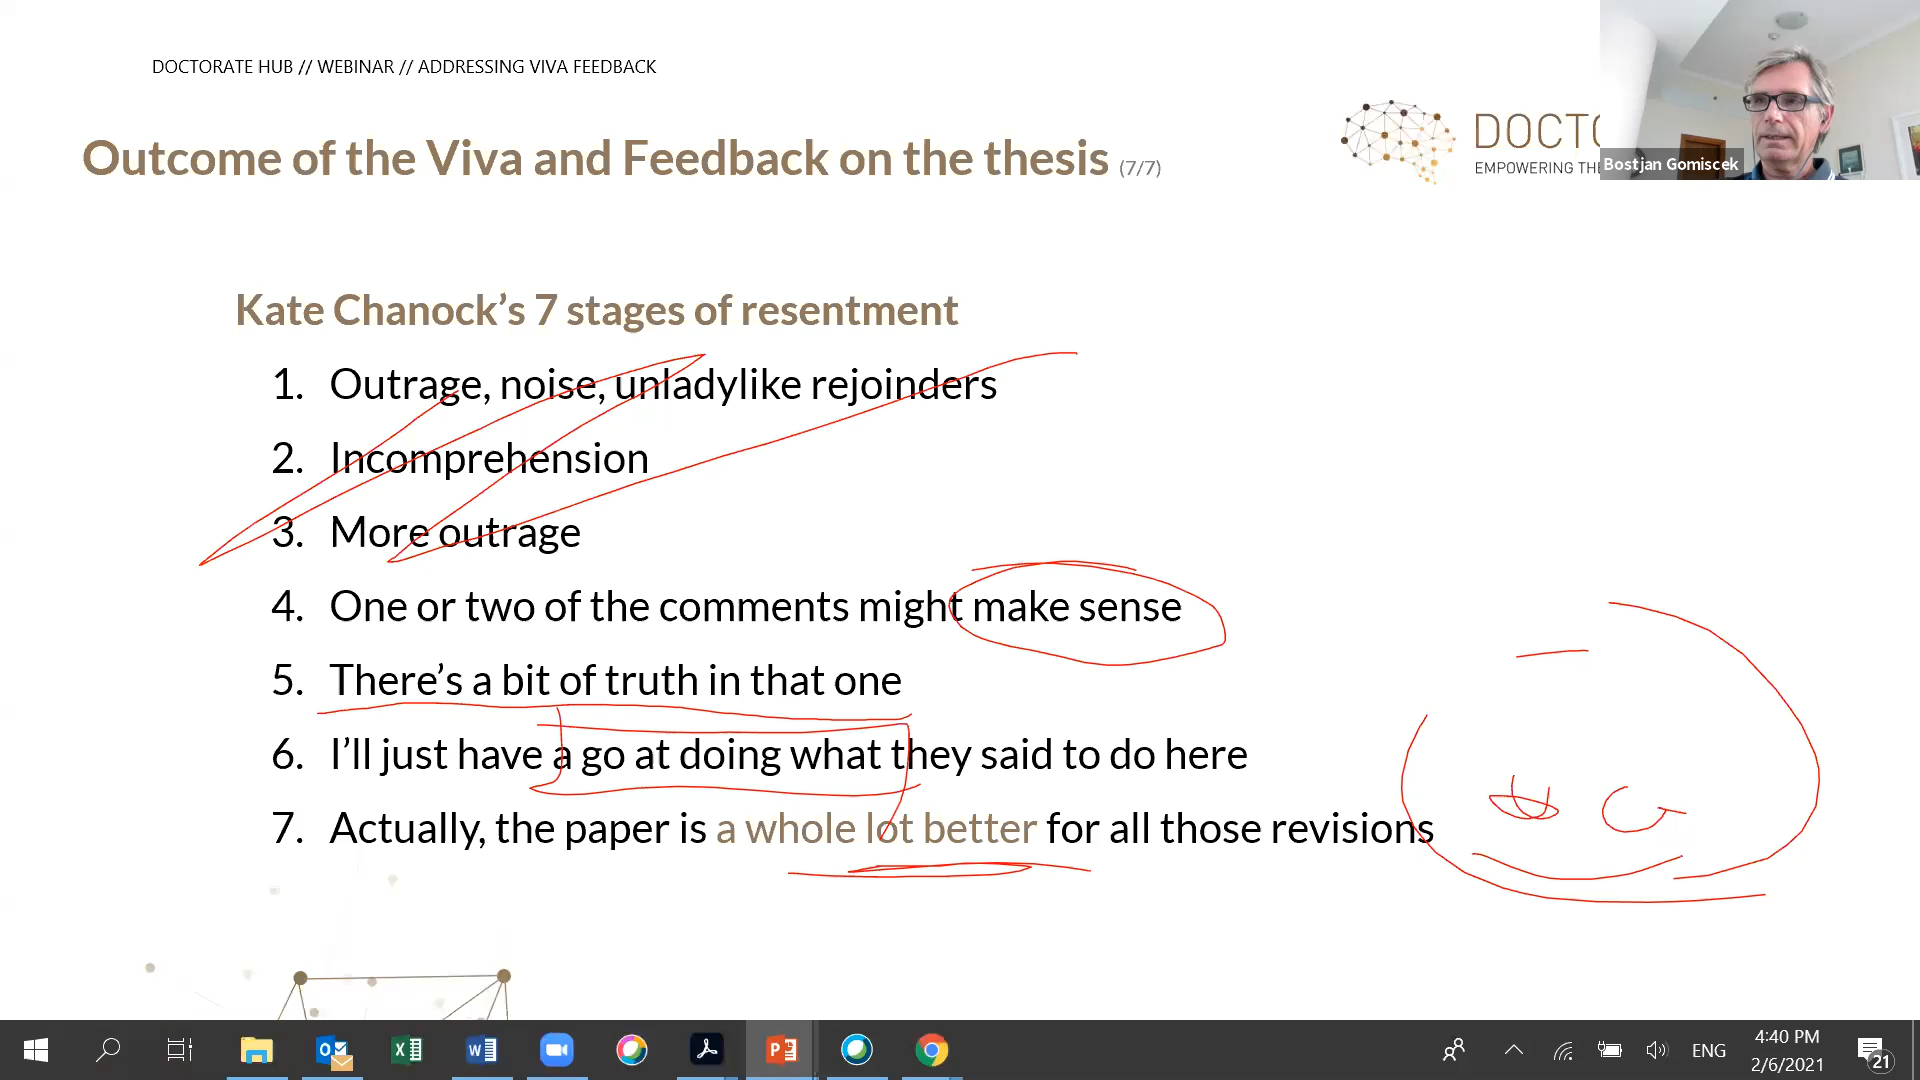 DOCTORATE HUB // WEBINAR // ADDRESSING VIVA FEEDBACK
Outcome of the Viva and Feedback on the thesis (7/7)
DOCTO
EMPOWERING THE
Bostjan Gomiscek
Kate Chanock’s 7 stages of resentment
1. Outrage, noise, unladylike rejoinders
2. Incomprehension
3. More outrage
4. One or two of the comments might make sense
5. There’s a bit of truth in that one
6. I’ll just have a go at doing what they said to do here
7. Actually, the paper is a whole lot better for all those revisions
ENG
4:40 PM
2/6/2021
21